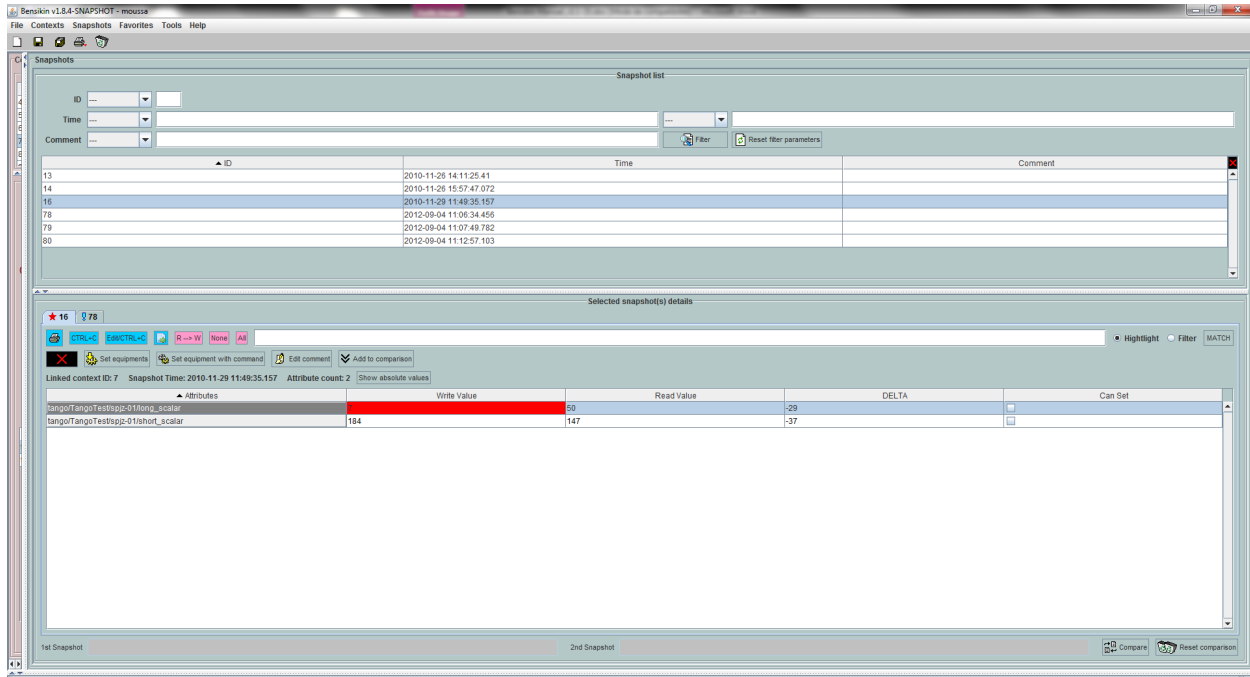 Bensikin v1.8.4-SNAPSHOT - moussa
File Contexts Snapshots Favorites Tools Help
Snapshots
Snapshot list
ID ---
Time --- ---
Comment --- Filter Reset filter parameters
ID Time Comment
13 2010-11-26 14:11:25.41
14 2010-11-26 15:57:47.072
16 2010-11-29 11:49:35.157
78 2012-09-04 11:06:34.456
79 2012-09-04 11:07:49.782
80 2012-09-04 11:12:57.103
Selected snapshot(s) details
16 78
CTRL+C Edit/CTRL+C R --> W None All Hightlight Filter MATCH
Set equipments Set equipment with command Edit comment Add to comparison
Linked context ID: 7 Snapshot Time: 2010-11-29 11:49:35.157 Attribute count: 2 Show absolute values
Attributes Write Value Read Value DELTA Can Set
tango/TangoTest/spjz-01/long_scalar 50 -29
tango/TangoTest/spjz-01/short_scalar 184 147 -37
1st Snapshot 2nd Snapshot Compare Reset comparison